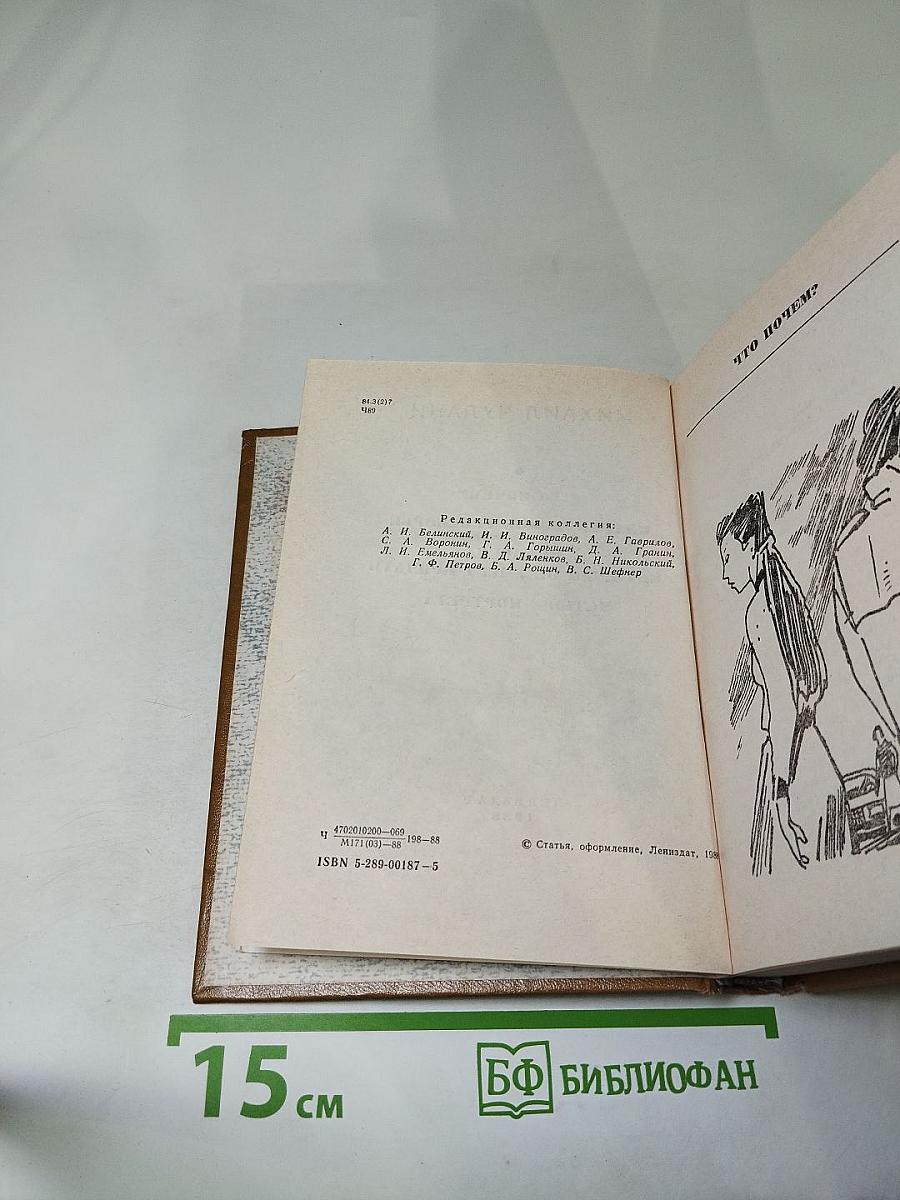 84.3(2)7
Ч89
Редакционная коллегия:
А. И. Белинский, И. И. Виноградов, А. Е. Гаврилов,
С. А. Воронин, Г. А. Горышин, Д. А. Гранин,
Л. И. Емельянов, В. Д. Ляленков, Б. Н. Никольский,
Г. Ф. Петров, Б. А. Рощин, В. С. Шефнер
Ч 4702010200—069
М171(03)—88 198—88
ISBN 5-289-00187-5
© Статья, оформление, Лениздат,
ЧТО ПОЧЕМ?
15 см
БФ БИБЛИОФАН